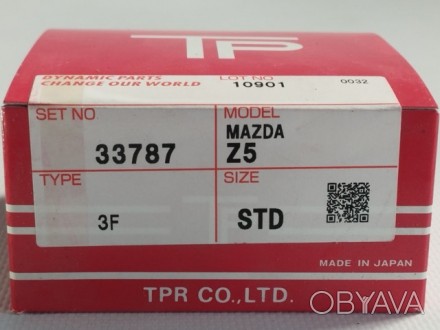 TP
DYNAMIC PARTS
CHANGE OUR WORLD
LOT NO
10901
0032
SET NO
33787
MODEL
MAZDA
Z5
TYPE
3F
SIZE
STD
MADE IN JAPAN
TPR CO.,LTD.
OBYAVA